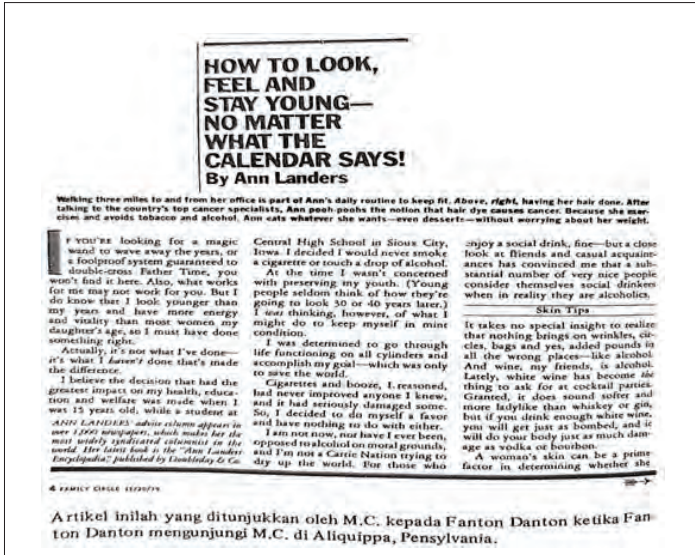 HOW TO LOOK,
FEEL AND
STAY YOUNG—
NO MATTER
WHAT THE
CALENDAR SAYS!
By Ann Landers
Walking three miles to and from her office is part of Ann's daily routine to keep fit. Above, right, having her hair done. After
talking to the country's top cancer specialists, Ann pooh-poohs the notion that hair dye causes cancer. Because she exer-
cises and avoids tobacco and alcohol, Ann eats whatever she wants—even desserts—without worrying about her weight.
IF YOU'RE looking for a magic
wand to wave away the years, or
a foolproof system guaranteed to
double-cross Father Time, you
won't find it here. Also, what works
for me may not work for you. But I
do know that I look younger than
my years and have more energy
and vitality than most women my
daughter's age, so I must have done
something right.
Actually, it's not what I've done—
it's what I haven't done that's made
the difference.
I believe the decision that had the
greatest impact on my health, educa-
tion and welfare was made when I
was 15 years old, while a student at
ANN LANDERS' advice column appears in
over 1,000 newspapers, which makes her the
most widely syndicated columnist in the
world. Her latest book is the "Ann Landers
Encyclopedia," published by Doubleday & Co.
Central High School in Sioux City,
Iowa. I decided I would never smoke
a cigarette or touch a drop of alcohol.
At the time I wasn't concerned
with preserving my youth. (Young
people seldom think of how they're
going to look 30 or 40 years later.)
I was thinking, however, of what I
might do to keep myself in mint
condition.
I was determined to go through
life functioning on all cylinders and
accomplish my goal—which was only
to save the world.
Cigarettes and booze, I reasoned,
had never improved anyone I knew,
and it had seriously damaged some.
So, I decided to do myself a favor
and have nothing to do with either.
I am not now, nor have I ever been,
opposed to alcohol on moral grounds,
and I'm not a Carrie Nation trying to
dry up the world. For those who
enjoy a social drink, fine—but a close
look at friends and casual acquaint-
ances has convinced me that a sub-
stantial number of very nice people
consider themselves social drinkers
when in reality they are alcoholics.
Skin Tips
It takes no special insight to realize
that nothing brings on wrinkles, cir-
cles, bags and yes, added pounds in
all the wrong places—like alcohol.
And wine, my friends, is alcohol.
Lately, white wine has become the
thing to ask for at cocktail parties.
Granted, it does sound softer and
more ladylike than whiskey or gin,
but if you drink enough white wine,
you will get just as bombed, and it
will do your body just as much dam-
age as vodka or bourbon.
A woman's skin can be a prime
factor in determining whether she
4 FAMILY CIRCLE
Artikel inilah yang ditunjukkan oleh M.C. kepada Fanton Danton ketika Fan
ton Danton mengunjungi M.C. di Aliquippa, Pensylvania.